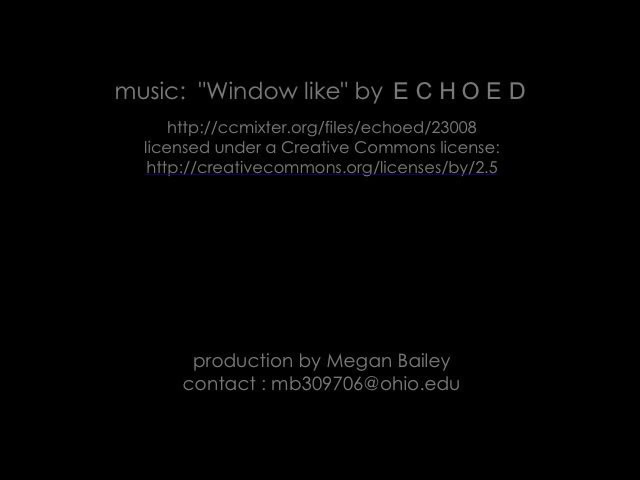 music: "Window like" by E C H O E D
http://ccmixter.org/files/echoed/23008
licensed under a Creative Commons license:
http://creativecommons.org/licenses/by/2.5
production by Megan Bailey
contact : mb309706@ohio.edu